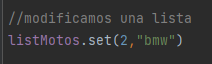 //modificamos una lista
listMotos.set(2,"bmw")